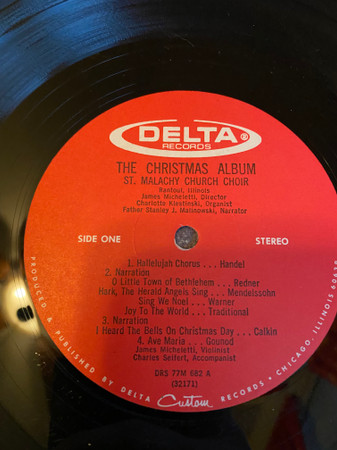 DELTA®
RECORDS
THE CHRISTMAS ALBUM
ST. MALACHY CHURCH CHOIR
Rantoul, Illinois
James Micheletti, Director
Charlotte Kiestinski, Organist
Father Stanley J. Malinowski, Narrator
SIDE ONE
STEREO
1. Hallelujah Chorus . . . Handel
2. Narration
O Little Town of Bethlehem . . . Redner
Hark, The Herald Angels Sing . . . Mendelssohn
Sing We Noel . . . Warner
Joy To The World . . . Traditional
3. Narration
I Heard The Bells On Christmas Day . . . Calkin
4. Ave Maria . . . Gounod
James Micheletti, Violinist
Charles Seifert, Accompanist
DRS 77M 682 A
(32171)
PRODUCED & PRESSED BY DELTA Custom RECORDS • CHICAGO, ILLINOIS